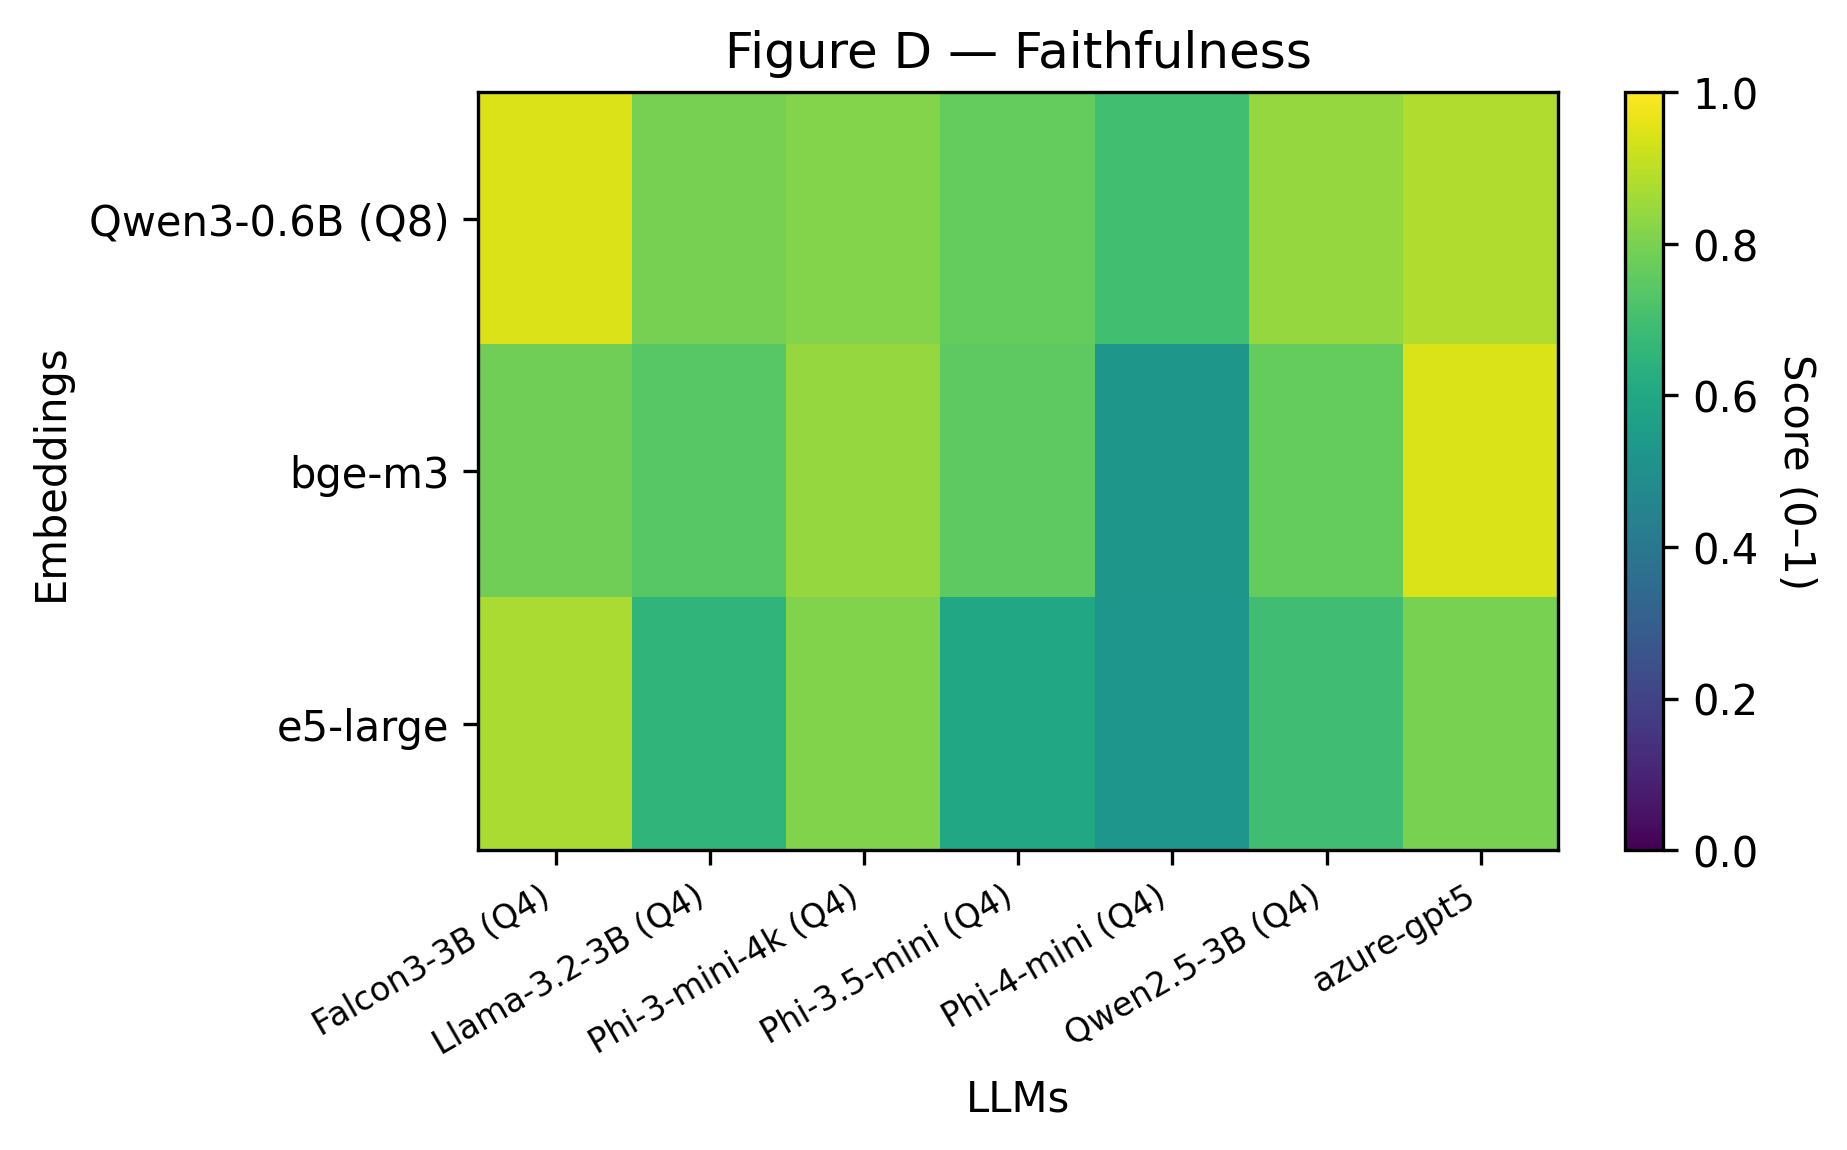 Figure D — Faithfulness
Embeddings
Qwen3-0.6B (Q8)
bge-m3
e5-large
Falcon3-3B (Q4)
Llama-3.2-3B (Q4)
Phi-3-mini-4k (Q4)
Phi-3.5-mini (Q4)
Phi-4-mini (Q4)
Qwen2.5-3B (Q4)
azure-gpt5
LLMs
1.0
0.8
0.6
0.4
0.2
0.0
Score (0–1)